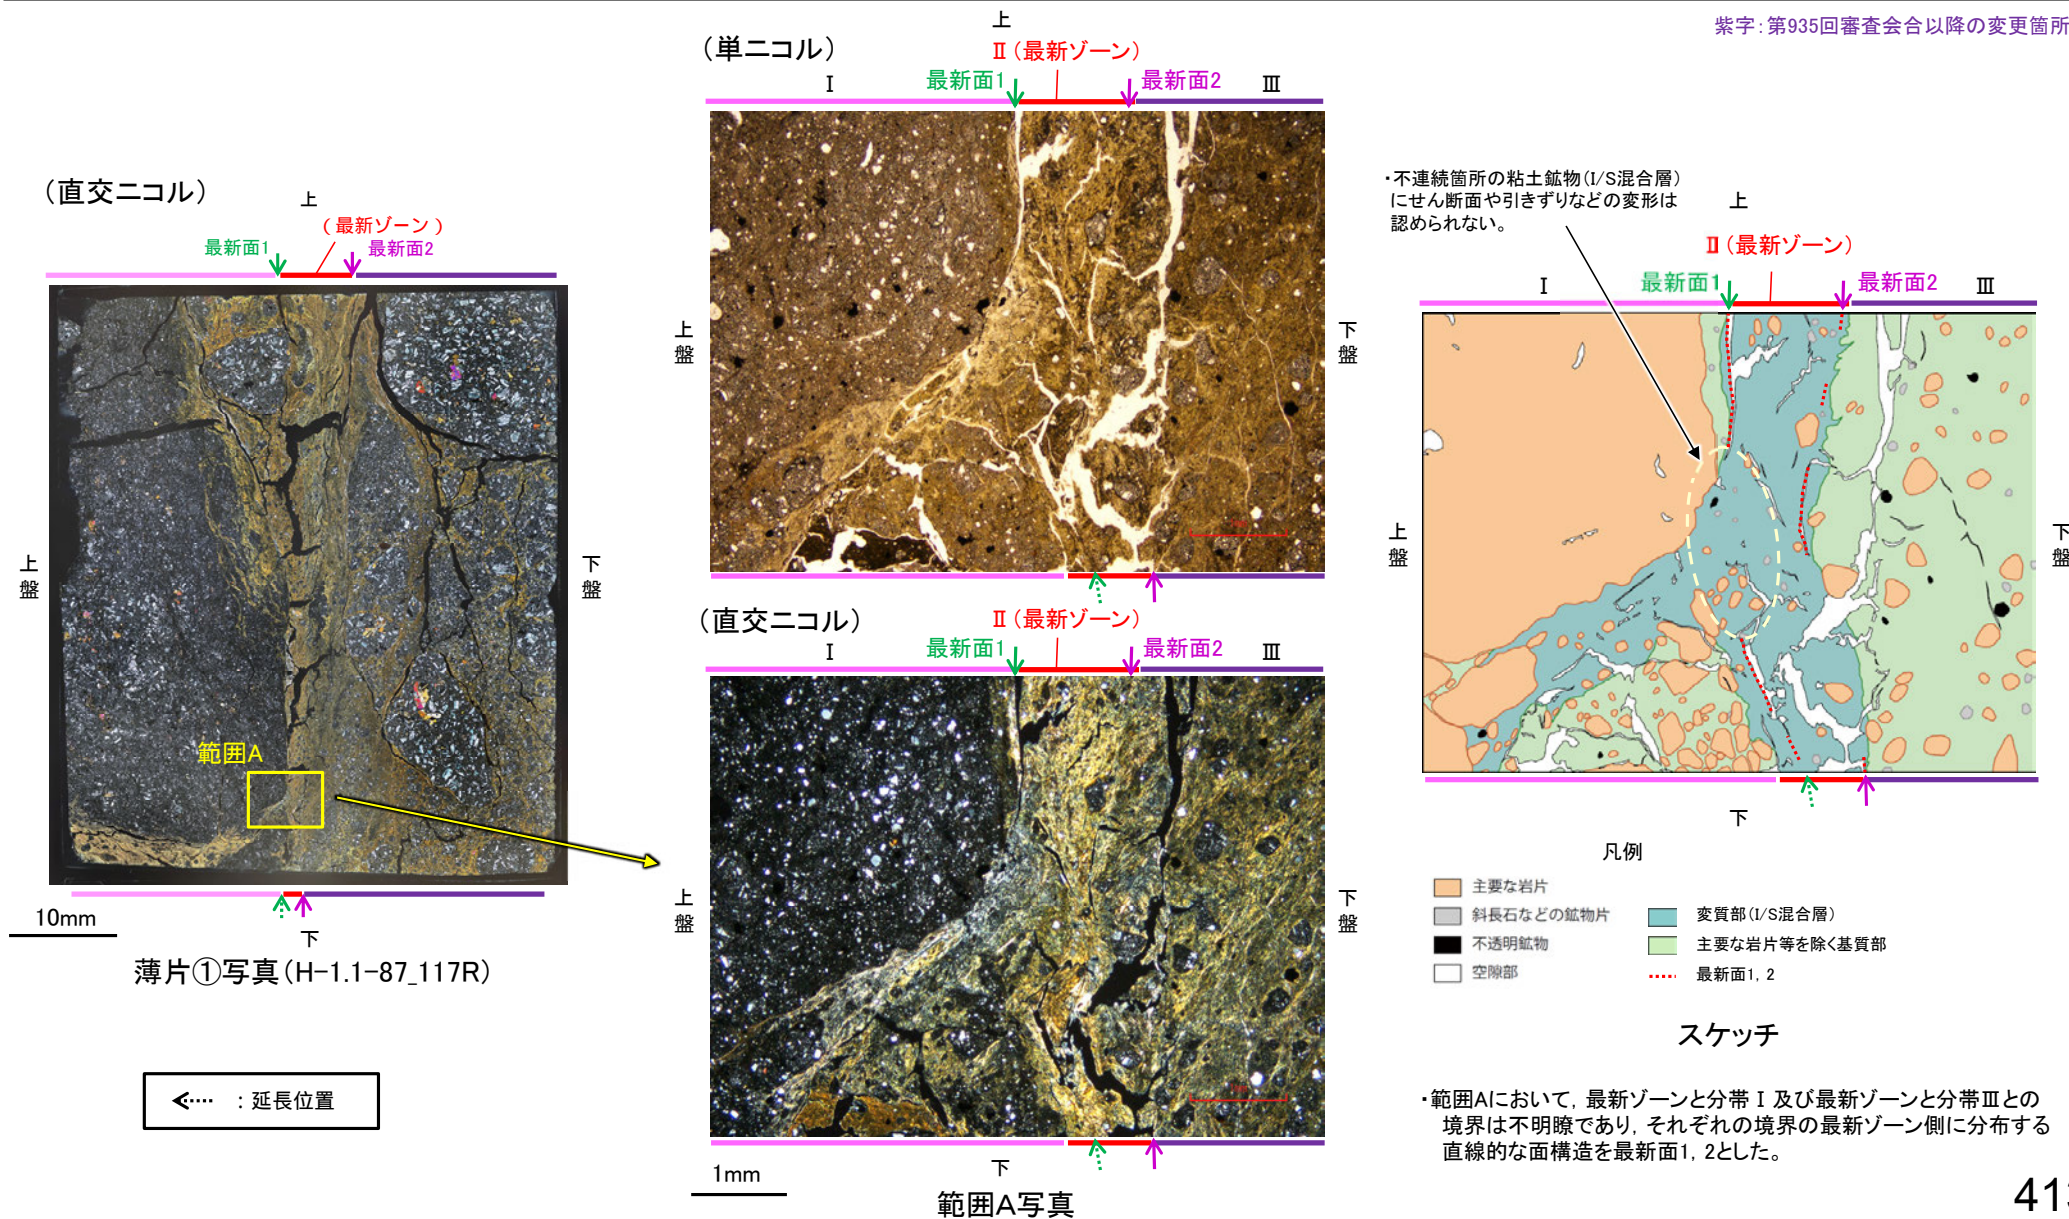 紫字：第935回審査会合以降の変更箇所
（直交ニコル）
上
（最新ゾーン）
最新面1
最新面2
上盤
下盤
範囲A
10mm
下
薄片①写真（H-1.1-87_117R）
：延長位置
（単ニコル）
上
Ⅱ（最新ゾーン）
Ⅰ
最新面1
最新面2
Ⅲ
上盤
下盤
（直交ニコル）
Ⅱ（最新ゾーン）
Ⅰ
最新面1
最新面2
Ⅲ
上盤
下盤
1mm
下
範囲A写真
・不連続箇所の粘土鉱物（I/S混合層）
にせん断面や引きずりなどの変形は
認められない。
上
Ⅱ（最新ゾーン）
Ⅰ
最新面1
最新面2
Ⅲ
上盤
下盤
下
凡例
主要な岩片
斜長石などの鉱物片
不透明鉱物
空隙部
変質部（I/S混合層）
主要な岩片等を除く基質部
最新面1，2
スケッチ
・範囲Aにおいて，最新ゾーンと分帯Ⅰ及び最新ゾーンと分帯Ⅲとの
境界は不明瞭であり，それぞれの境界の最新ゾーン側に分布する
直線的な面構造を最新面1，2とした。